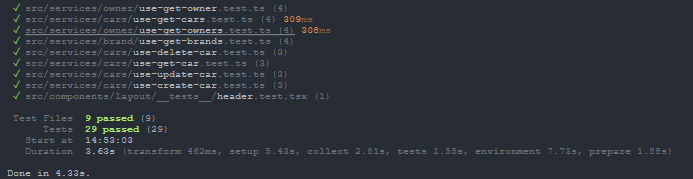 ✓ src/services/owner/use-get-owner.test.ts (4)
✓ src/services/cars/use-get-cars.test.ts (4) 309ms
✓ src/services/owner/use-get-owners.test.ts (4) 308ms
✓ src/services/brand/use-get-brands.test.ts (4)
✓ src/services/cars/use-delete-car.test.ts (3)
✓ src/services/cars/use-get-car.test.ts (3)
✓ src/services/cars/use-update-car.test.ts (3)
✓ src/services/cars/use-create-car.test.ts (3)
✓ src/components/layout/__tests__/header.test.tsx (1)
Test Files 9 passed (9)
Tests 29 passed (29)
Start at 14:53:03
Duration 3.63s (transform 462ms, setup 5.43s, collect 2.81s, tests 1.55s, environment 7.73s, prepare 1.88s)
Done in 4.33s.